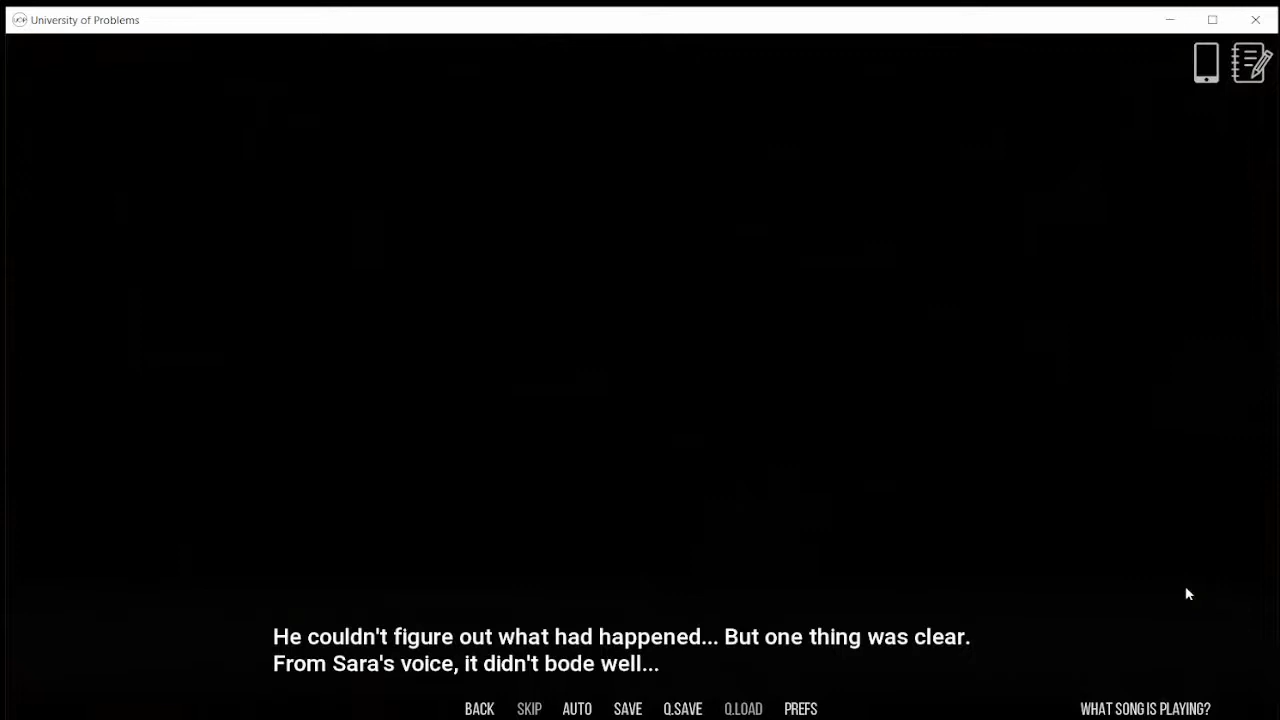 University of Problems
He couldn't figure out what had happened... But one thing was clear.
From Sara's voice, it didn't bode well...
BACK SKIP AUTO SAVE Q.SAVE Q.LOAD PREFS WHAT SONG IS PLAYING?